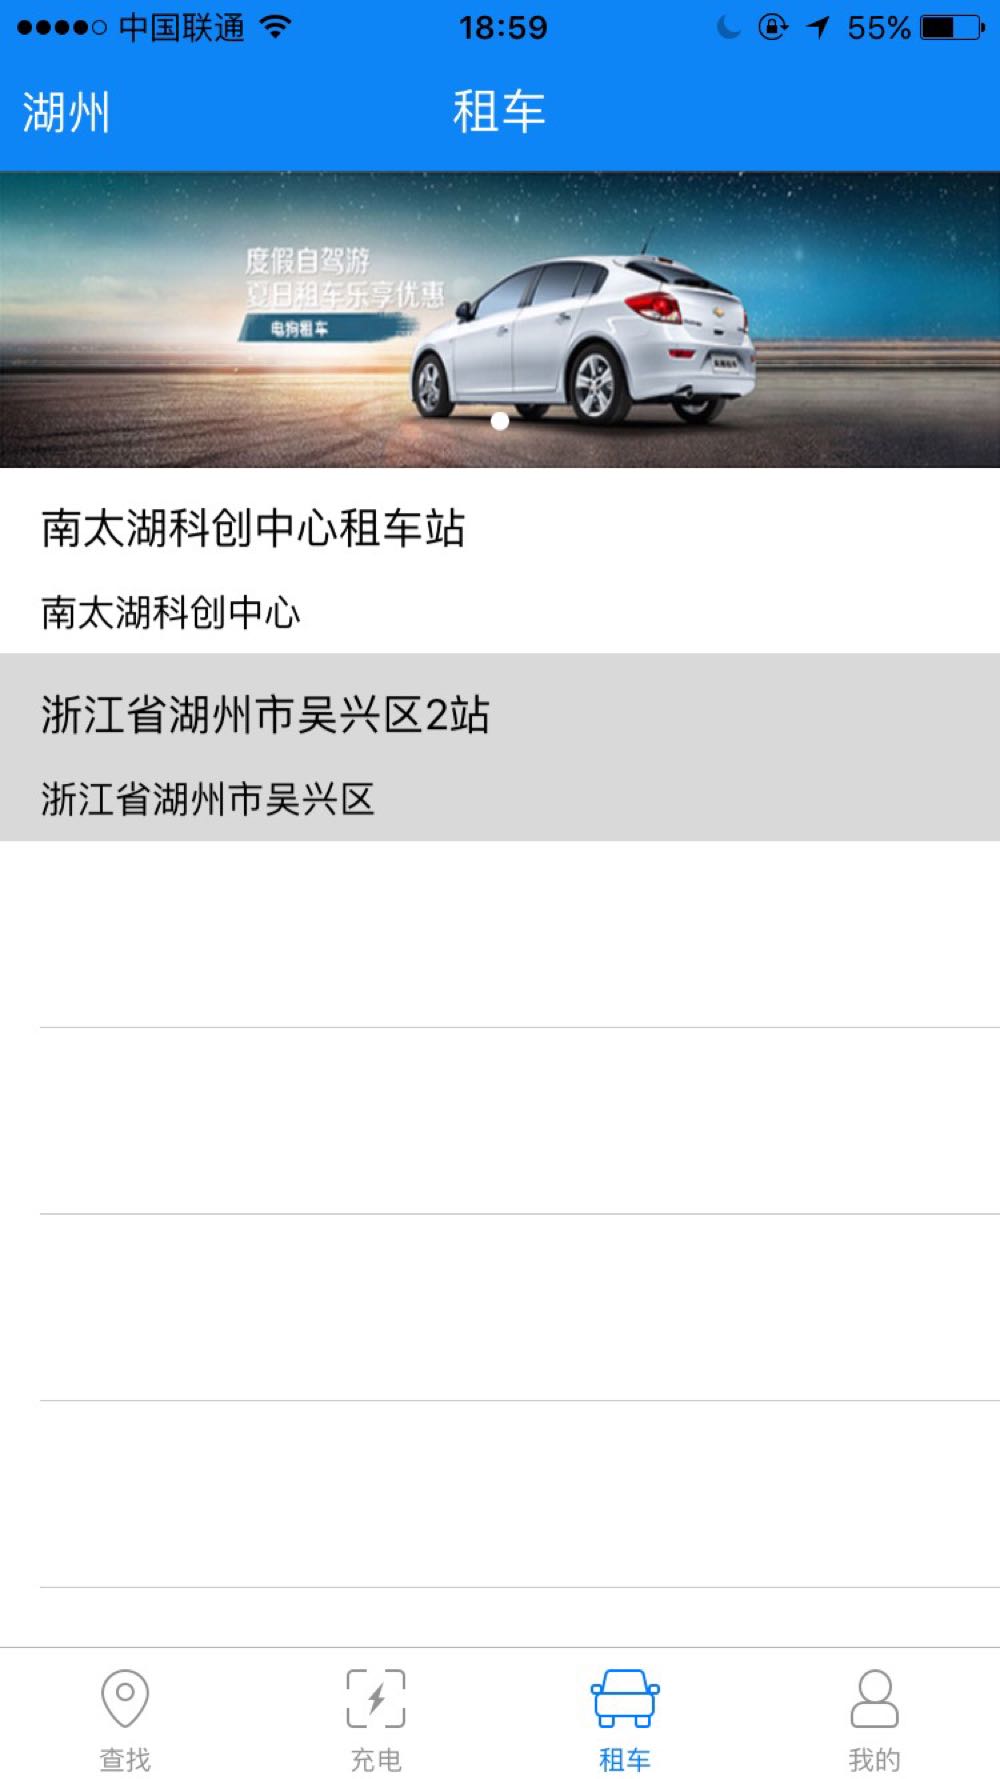 中国联通 18:59 55%
湖州 租车
度假自驾游
夏日租车乐享优惠
电狗租车
南太湖科创中心租车站
南太湖科创中心
浙江省湖州市吴兴区2站
浙江省湖州市吴兴区
查找 充电 租车 我的